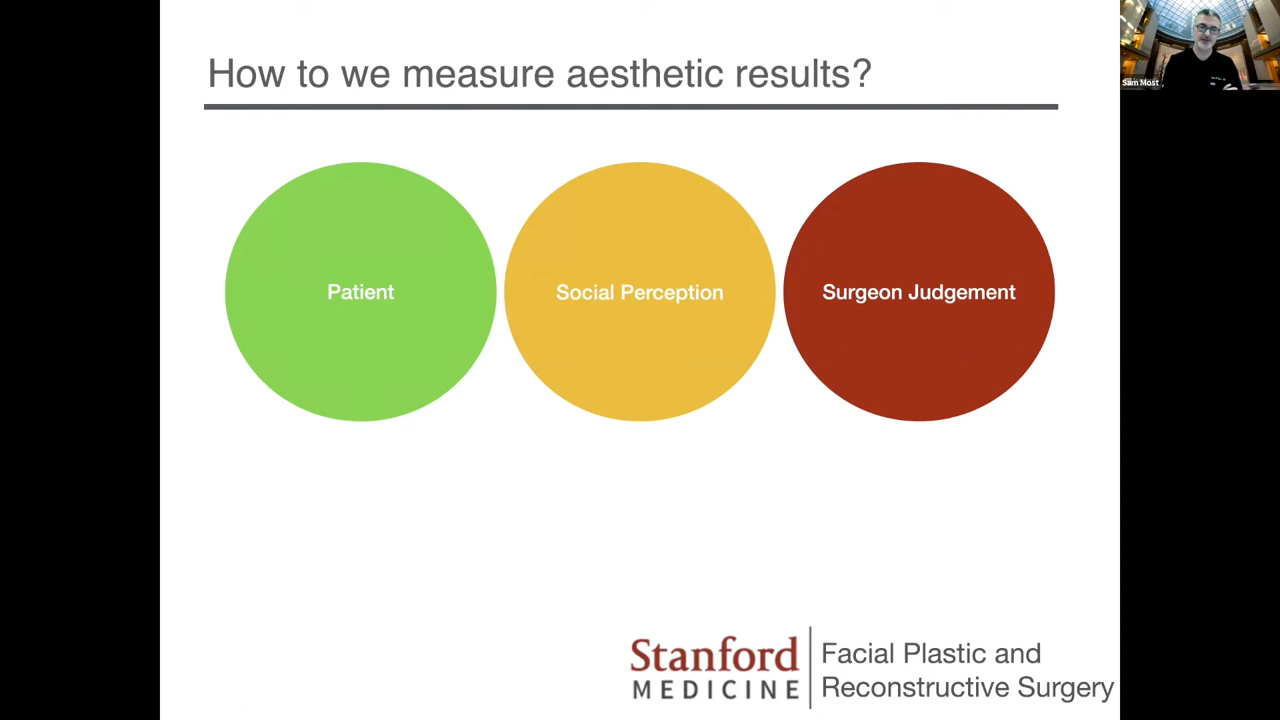 How to we measure aesthetic results?
Sam Most
Patient
Social Perception
Surgeon Judgement
Stanford
MEDICINE
Facial Plastic and
Reconstructive Surgery